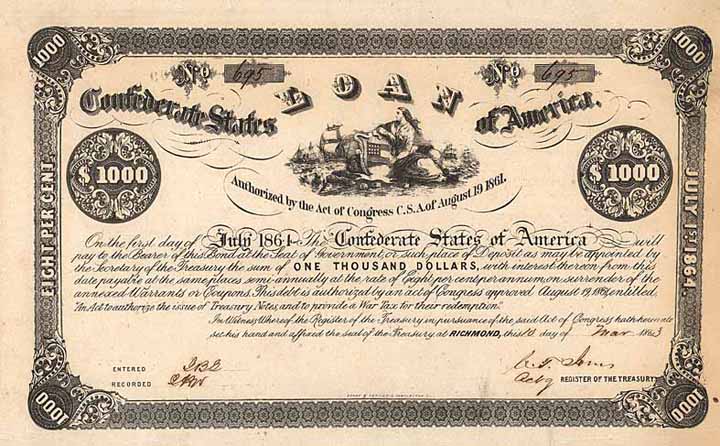 1000 1000
No 695 No 695
LOAN
Confederate States of America.
$1000 $1000
Authorized by the Act of Congress C.S.A. of August 19 1861.
EIGHT PER CENT.
JULY 1ST 1864.
On the first day of July 1864 The Confederate States of America will
pay to the Bearer of this Bond at the Seat of Government, or such place of Deposit as may be appointed by
the Secretary of the Treasury the sum of ONE THOUSAND DOLLARS, with interest thereon from this
date payable at the same places semi-annually at the rate of Eight per cent per annum on surrender of the
annexed Warrants or Coupons. This debt is authorized by an act of Congress approved August 19, 1861, entitled
"An Act to authorize the issue of Treasury Notes, and to provide a War Tax for their redemption."
In Witness Whereof the Register of the Treasury in pursuance of the said Act of Congress hath hereunto
set his hand and affixed the seal of the Treasury at RICHMOND, this day of Mar 1863
ENTERED
RECORDED
Actg REGISTER OF THE TREASURY
1000 1000